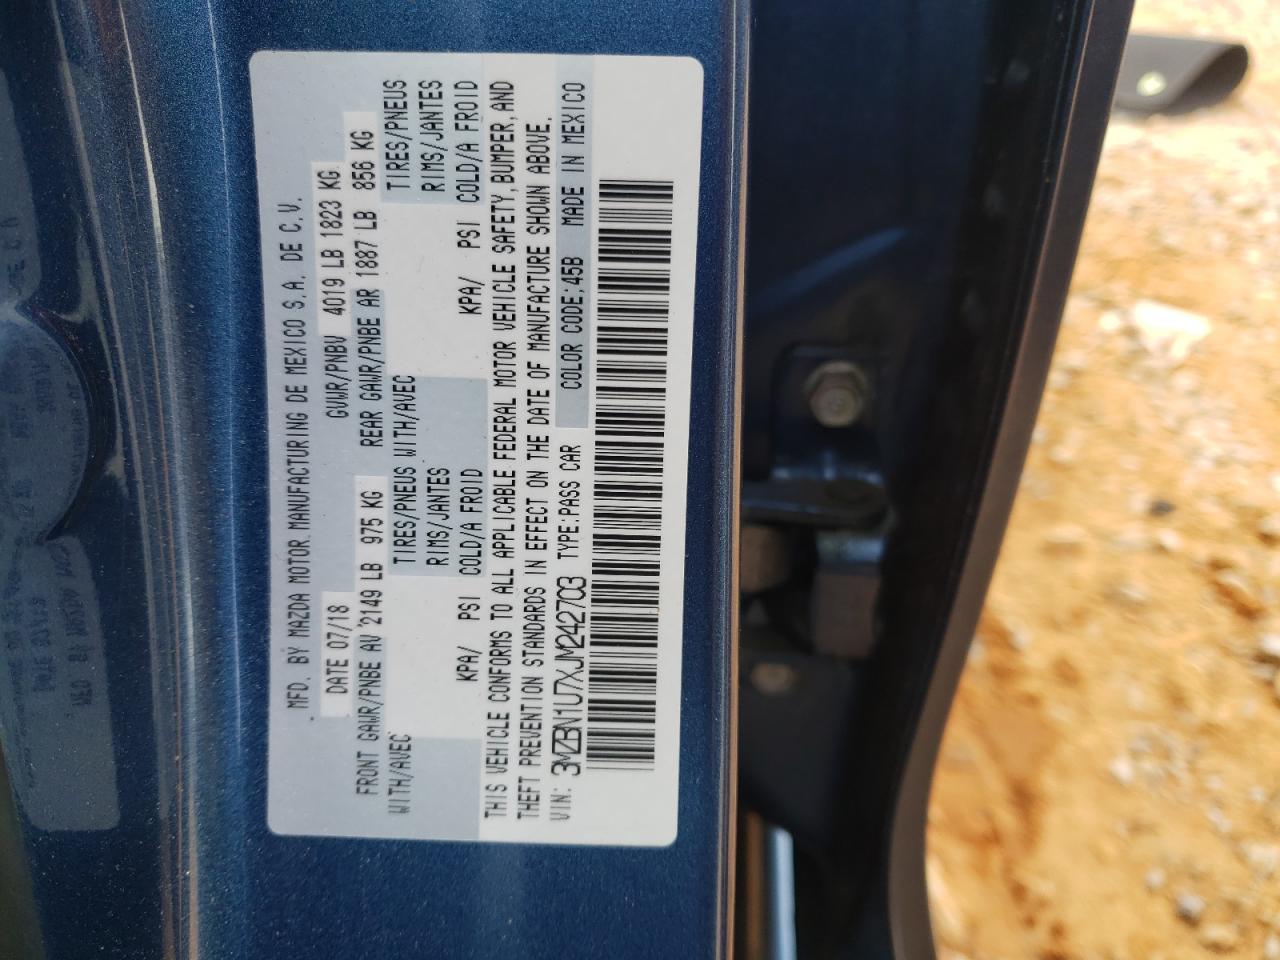 MFD. BY MAZDA MOTOR MANUFACTURING DE MEXICO S.A. DE C.V.
DATE 07/18 GVWR/PNBV 4019 LB 1823 KG
FRONT GAWR/PNBE AV 2149 LB 975 KG REAR GAWR/PNBE AR 1887 LB 856 KG
WITH/AVEC TIRES/PNEUS WITH/AVEC TIRES/PNEUS
RIMS/JANTES RIMS/JANTES
KPA/ PSI COLD/A FROID KPA/ PSI COLD/A FROID
THIS VEHICLE CONFORMS TO ALL APPLICABLE FEDERAL MOTOR VEHICLE SAFETY, BUMPER, AND
THEFT PREVENTION STANDARDS IN EFFECT ON THE DATE OF MANUFACTURE SHOWN ABOVE.
VIN: 3MZBN1U7XJM242703 TYPE:PASS CAR COLOR CODE:45B MADE IN MEXICO